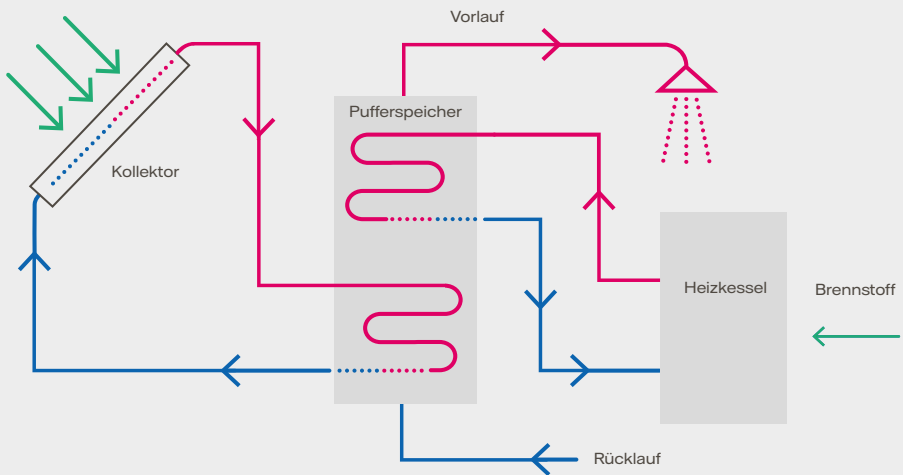 Vorlauf
Pufferspeicher
Kollektor
Heizkessel
Brennstoff
Rücklauf